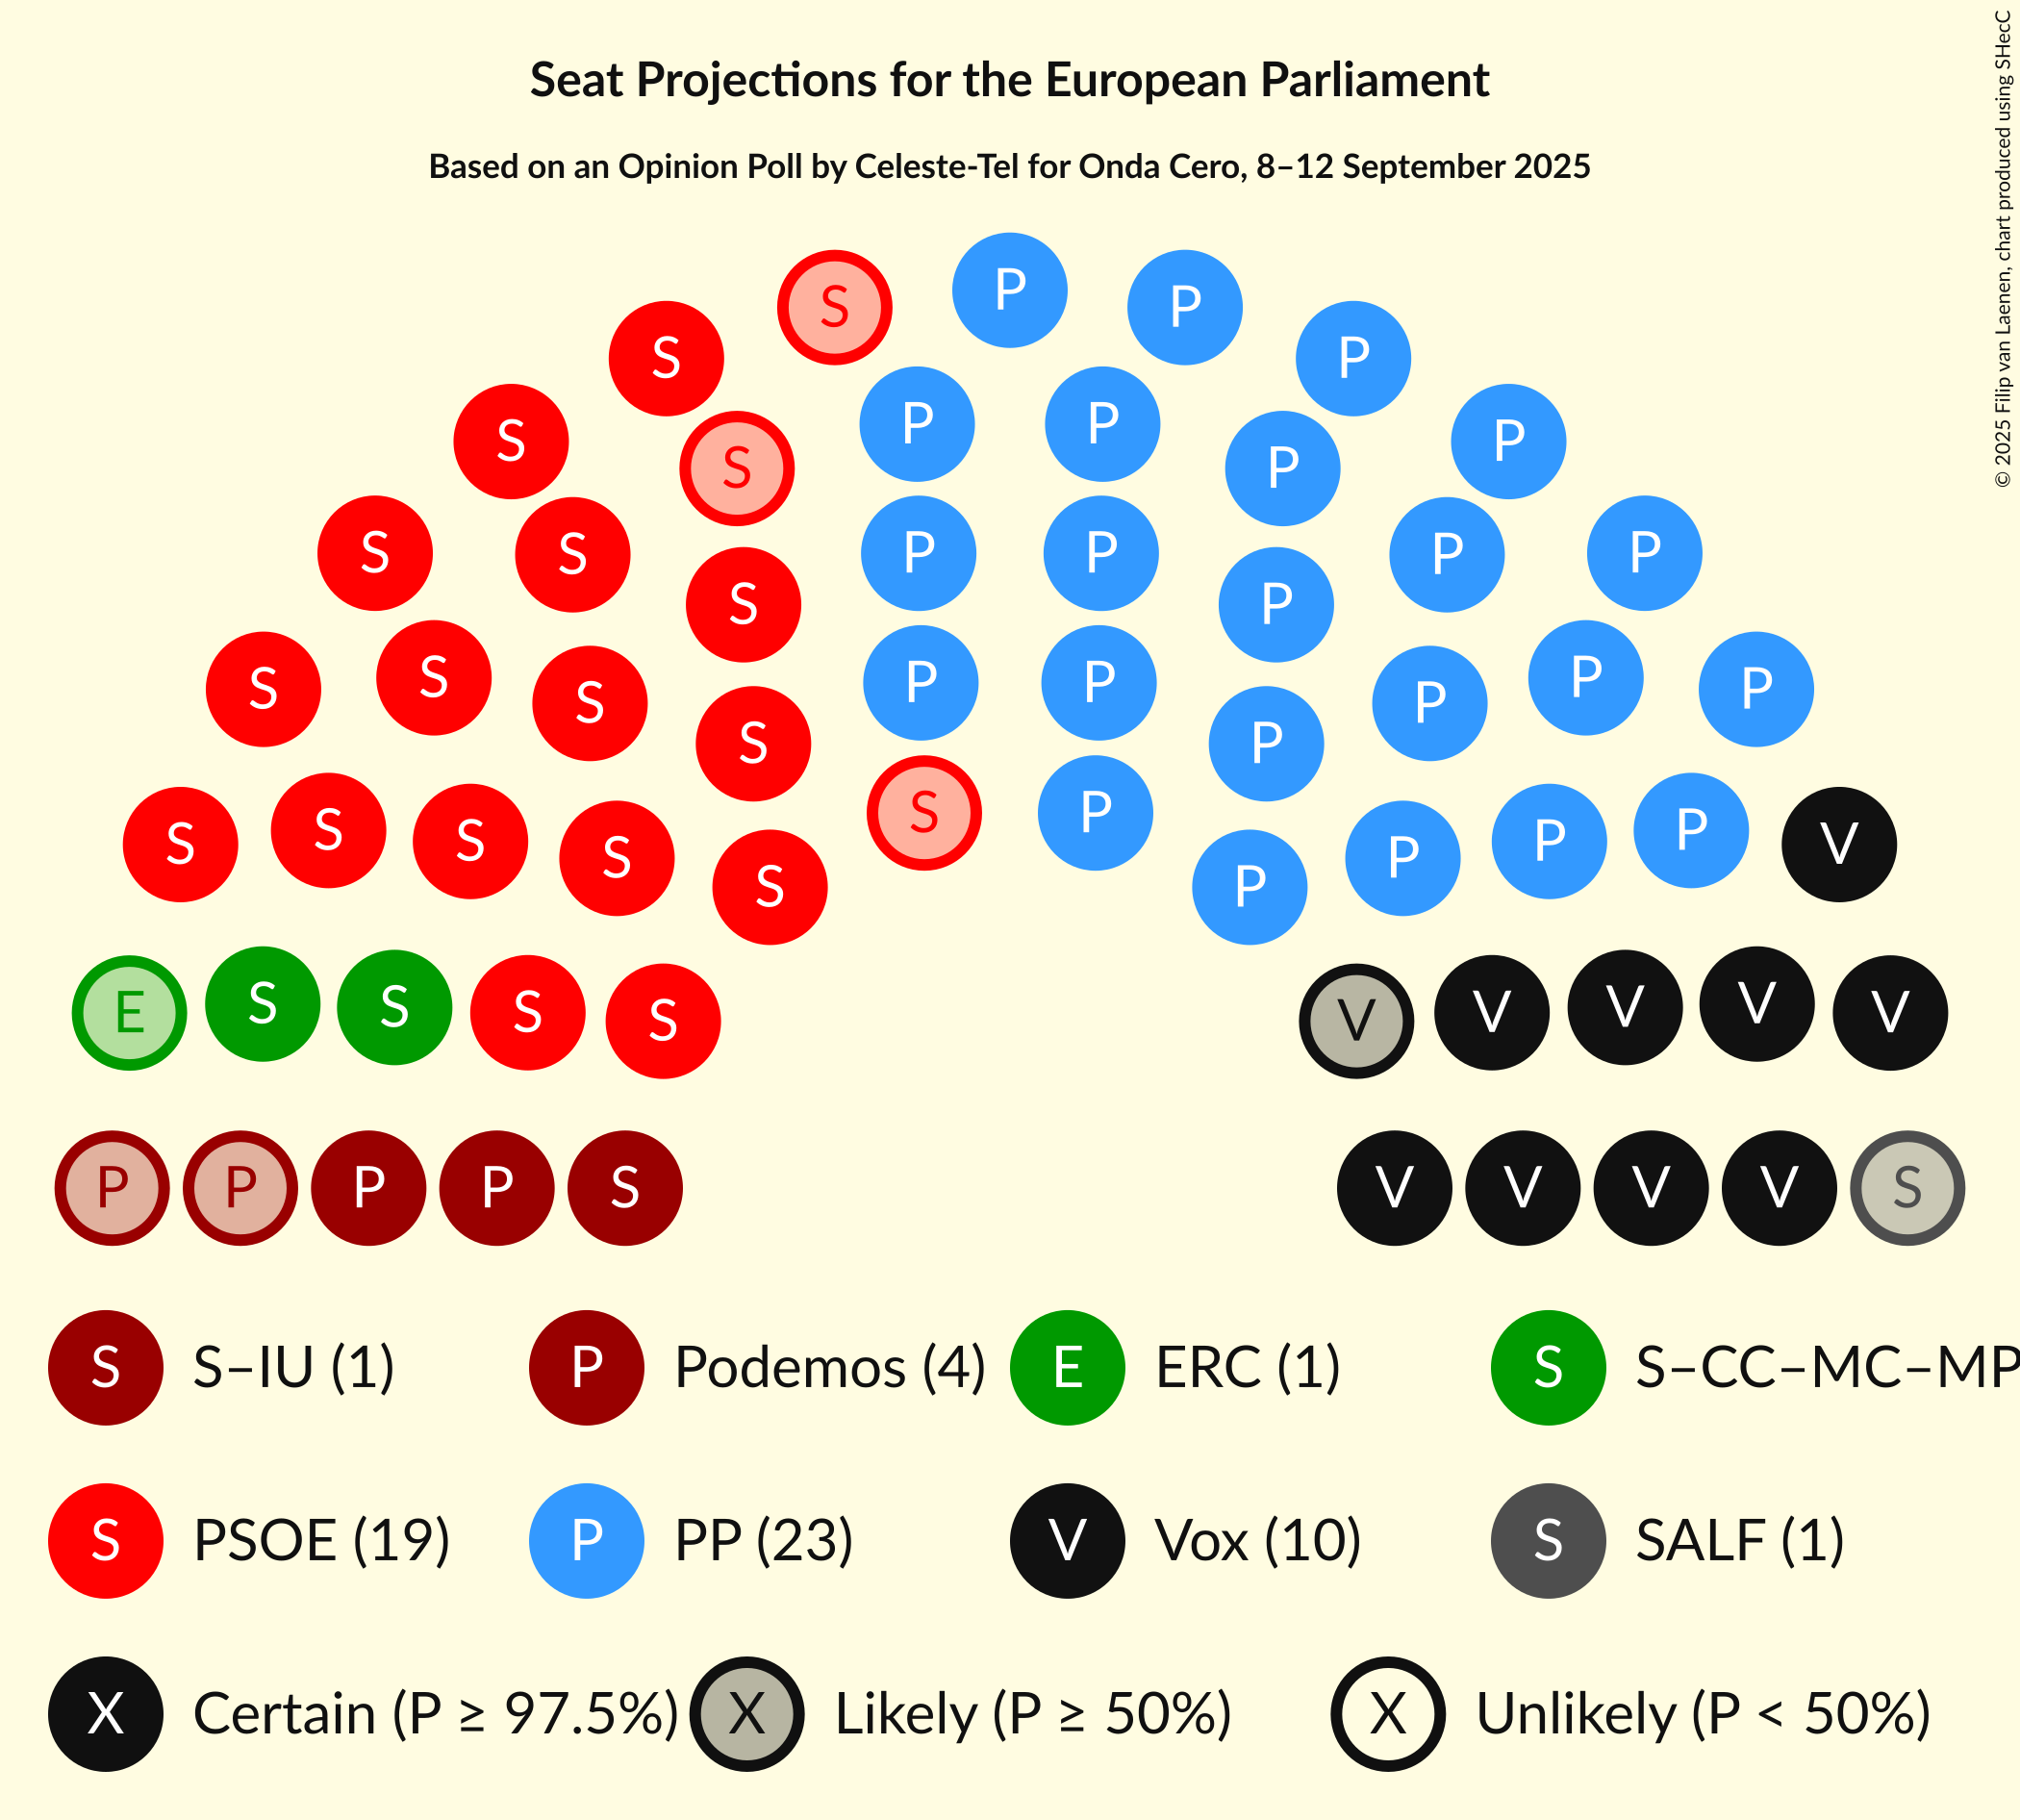 Seat Projections for the European Parliament
Based on an Opinion Poll by Celeste-Tel for Onda Cero, 8–12 September 2025
© 2025 Filip van Laenen, chart produced using SHecC
P
S P
S P
S P
S P P P
S P
S P
S S P P
S P P P
S P
S P
S S P P
S P P P
S P
S P
S P
S S P P
S S P P V
S P
E S S S S V V V V V
P P P P S V V V V S
S S–IU (1) P Podemos (4) E ERC (1) S S–CC–MC–MP
S PSOE (19) P PP (23) V Vox (10) S SALF (1)
X Certain (P ≥ 97.5%) X Likely (P ≥ 50%) X Unlikely (P < 50%)